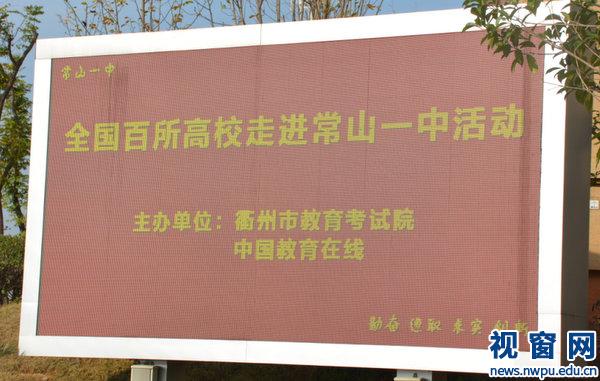 常山一中
全国百所高校走进常山一中活动
主办单位：衢州市教育考试院
中国教育在线
勤奋 进取 求实 创新
视窗网
news.nwpu.edu.cn